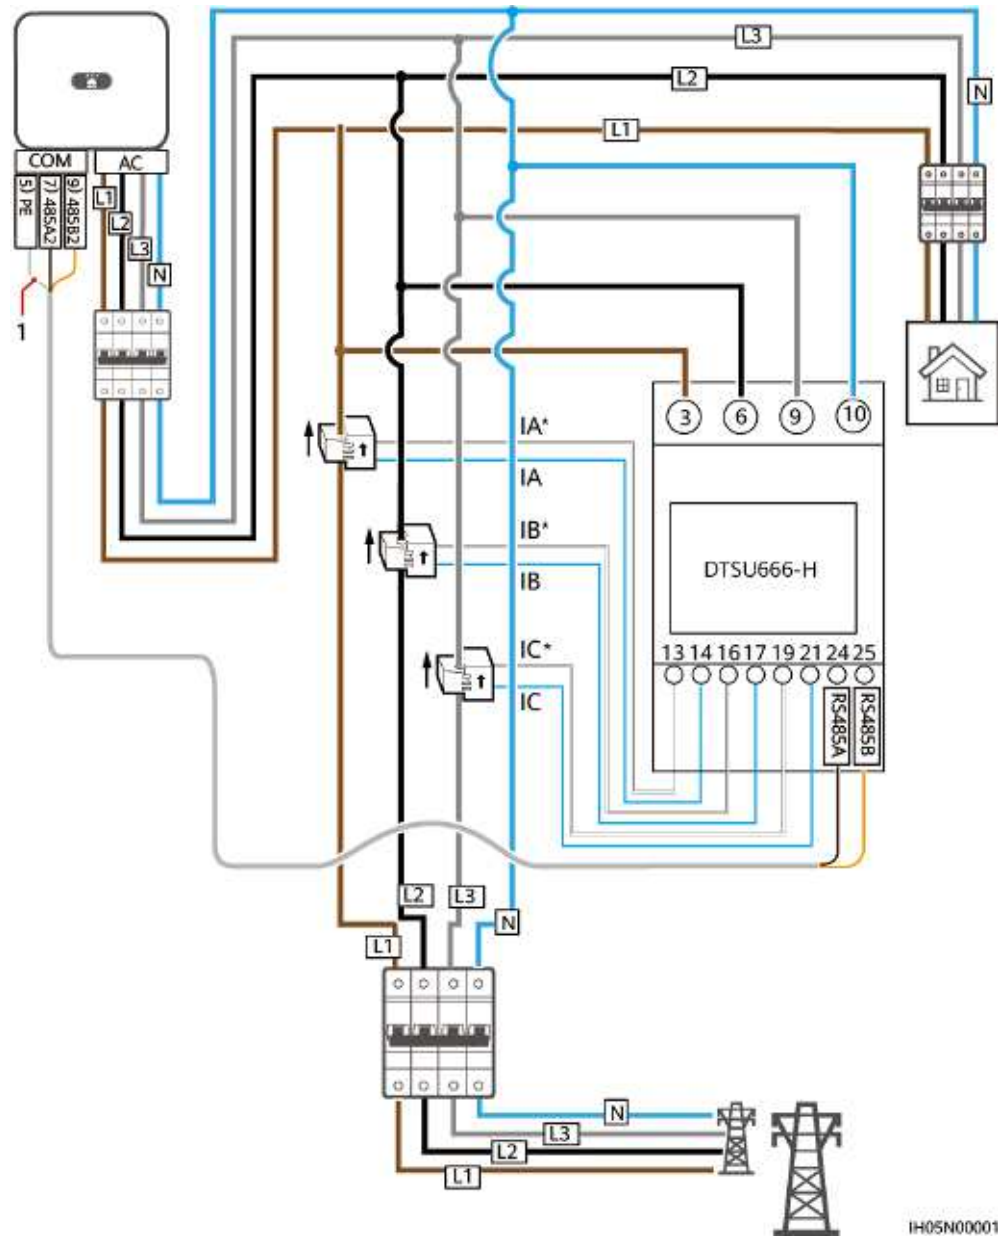 L3
L2
N
L1
COM
AC
5) PE
7) 485A2
9) 485B2
L1
L2
L3
N
1
3
6
9
10
IA*
IA
IB*
IB
IC*
IC
DTSU666-H
13 14 16 17 19 21 24 25
RS485A
RS485B
L2
L3
N
L1
N
L3
L2
L1
IH05N00001